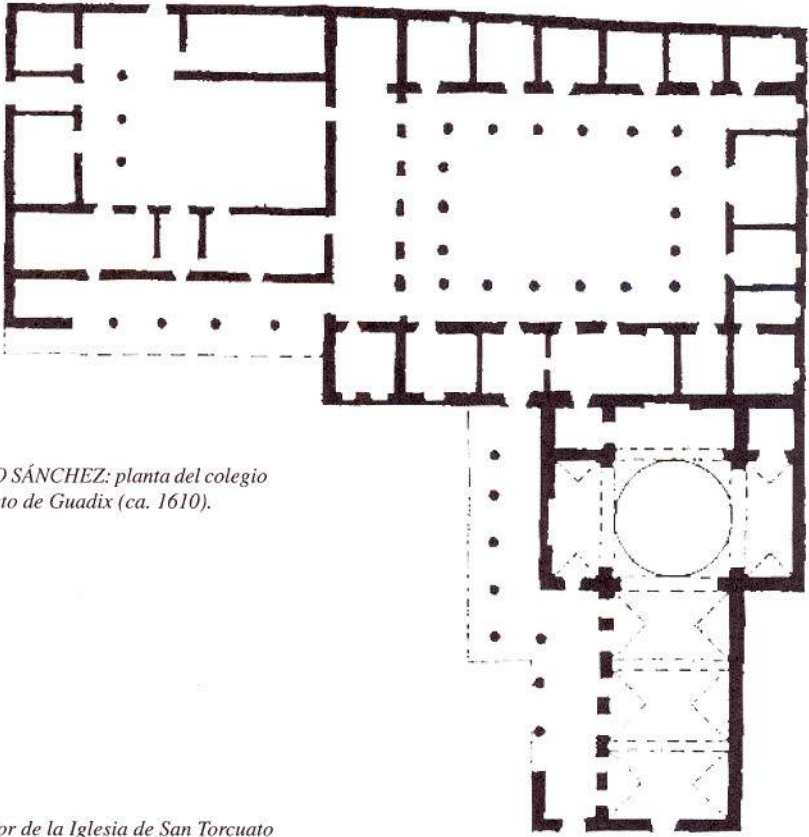 O SÁNCHEZ: planta del colegio
to de Guadix (ca. 1610).
or de la Iglesia de San Torcuato